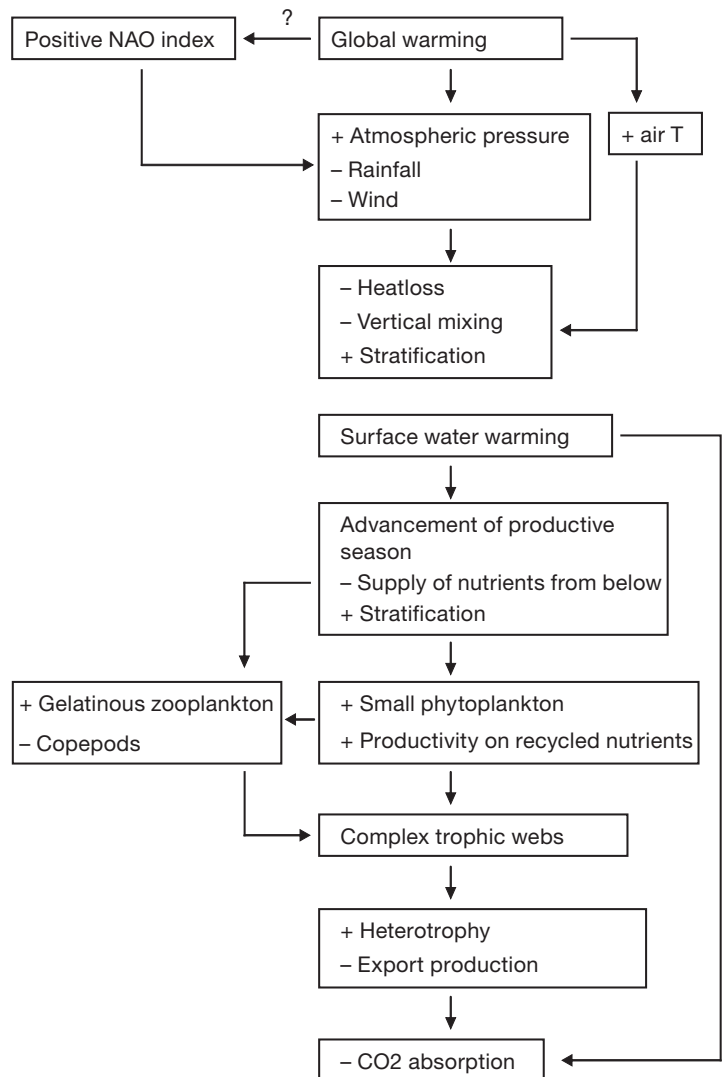 ?
Positive NAO index
Global warming
+ Atmospheric pressure
– Rainfall
– Wind
+ air T
– Heatloss
– Vertical mixing
+ Stratification
Surface water warming
Advancement of productive
season
– Supply of nutrients from below
+ Stratification
+ Gelatinous zooplankton
– Copepods
+ Small phytoplankton
+ Productivity on recycled nutrients
Complex trophic webs
+ Heterotrophy
– Export production
– CO2 absorption